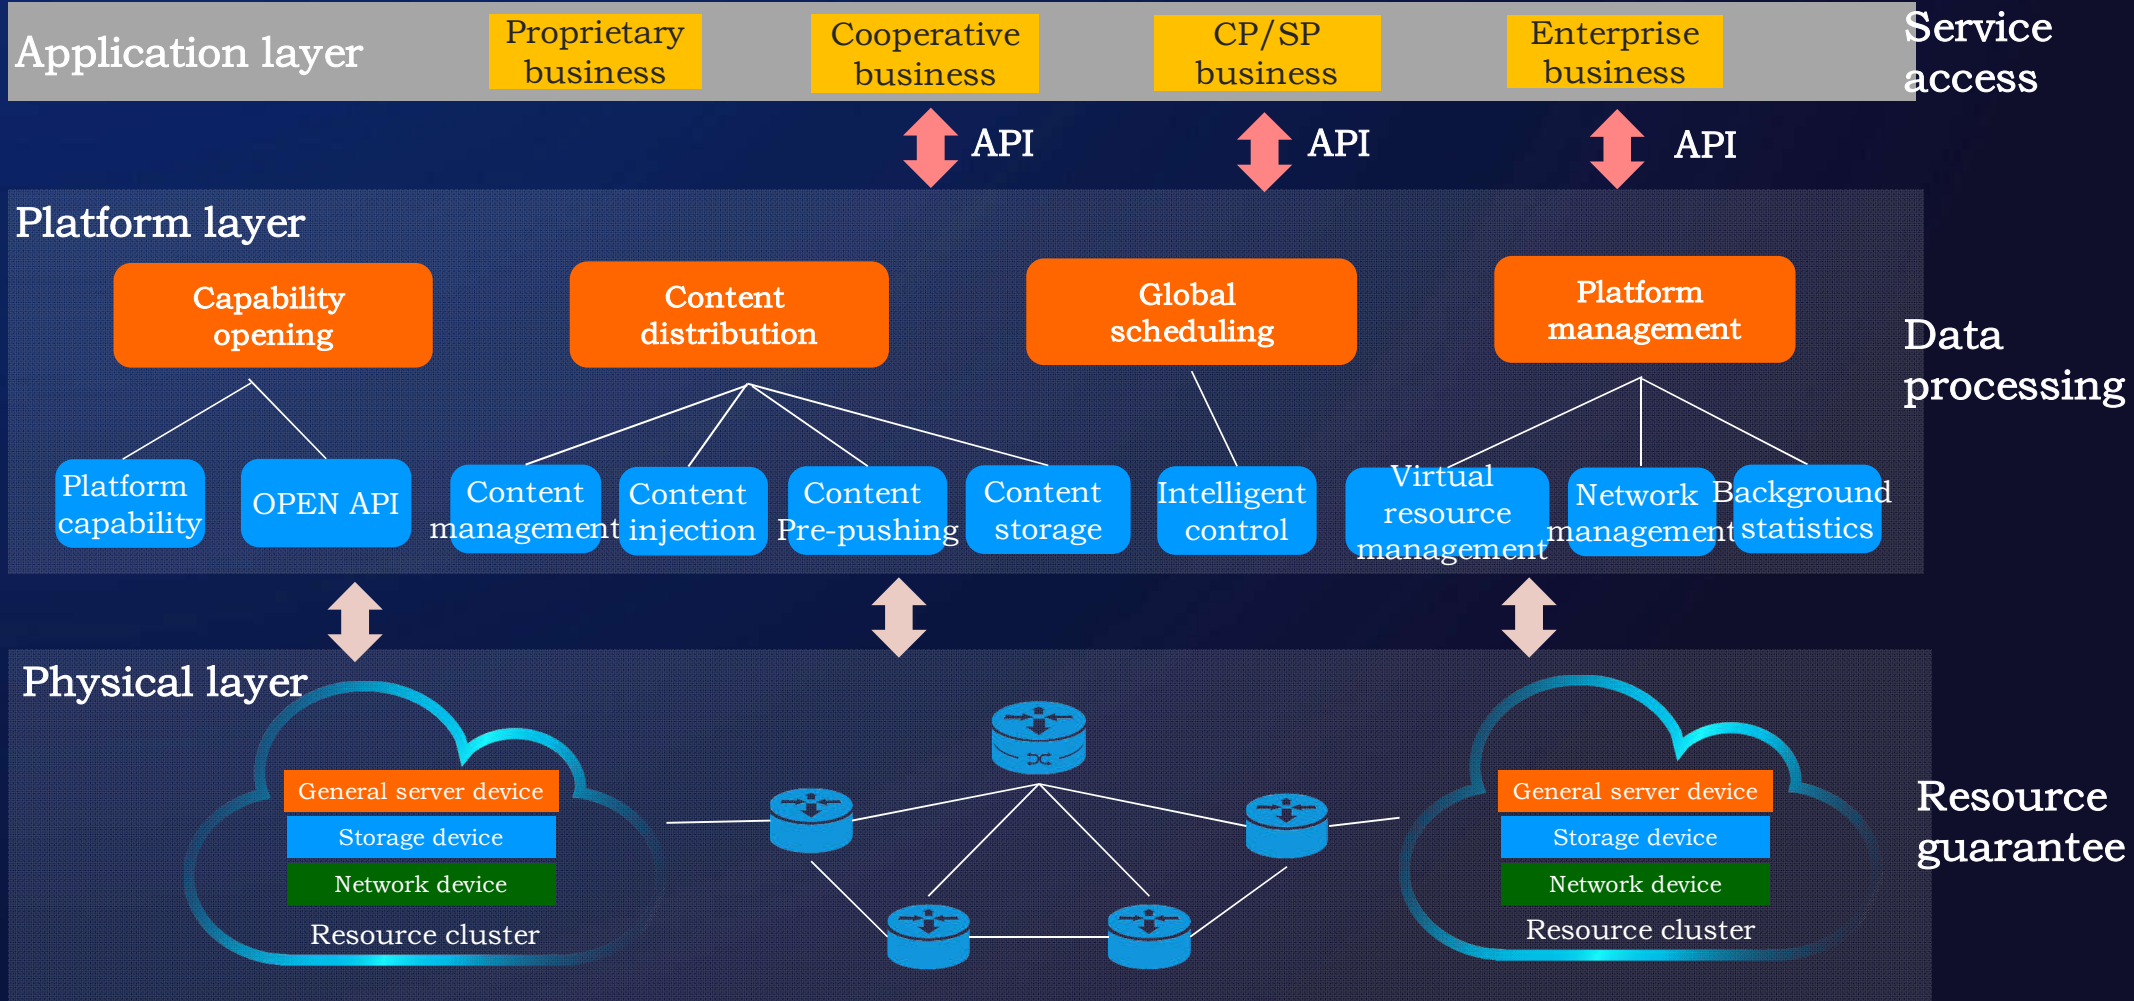 Application layer
Proprietary
business
Cooperative
business
CP/SP
business
Enterprise
business
Service
access
API
API
API
Platform layer
Capability
opening
Content
distribution
Global
scheduling
Platform
management
Data
processing
Platform
capability
OPEN API
Content
management
Content
injection
Content
Pre-pushing
Content
storage
Intelligent
control
Virtual
resource
management
Network
management
Background
statistics
Physical layer
General server device
Storage device
Network device
Resource cluster
General server device
Storage device
Network device
Resource cluster
Resource
guarantee